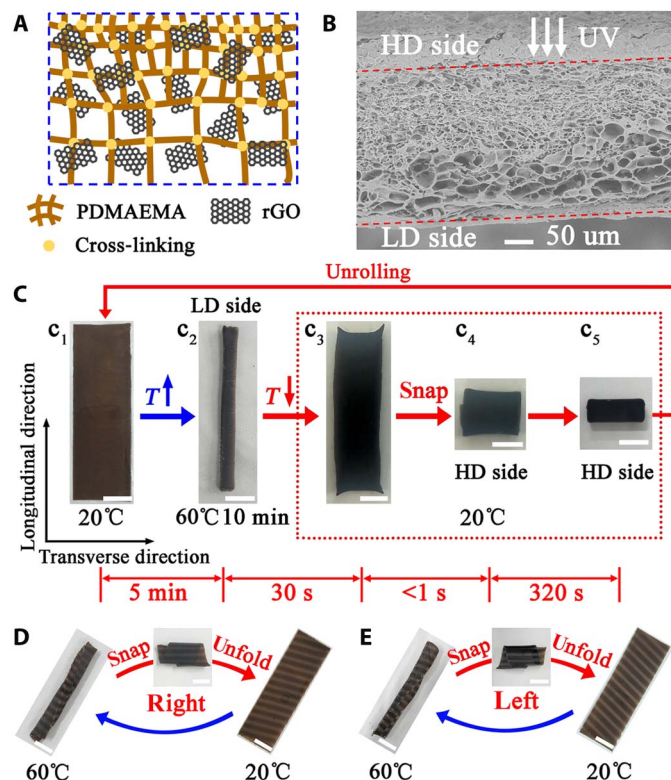 A
PDMAEMA rGO
Cross-linking
B
HD side UV
LD side 50 um
Unrolling
C
LD side
c1 c2 c3 c4 c5
T T Snap
HD side HD side
Longitudinal direction
20℃ 60℃ 10 min 20℃
Transverse direction
5 min 30 s <1 s 320 s
D E
Snap Unfold Snap Unfold
Right Left
60℃ 20℃ 60℃ 20℃